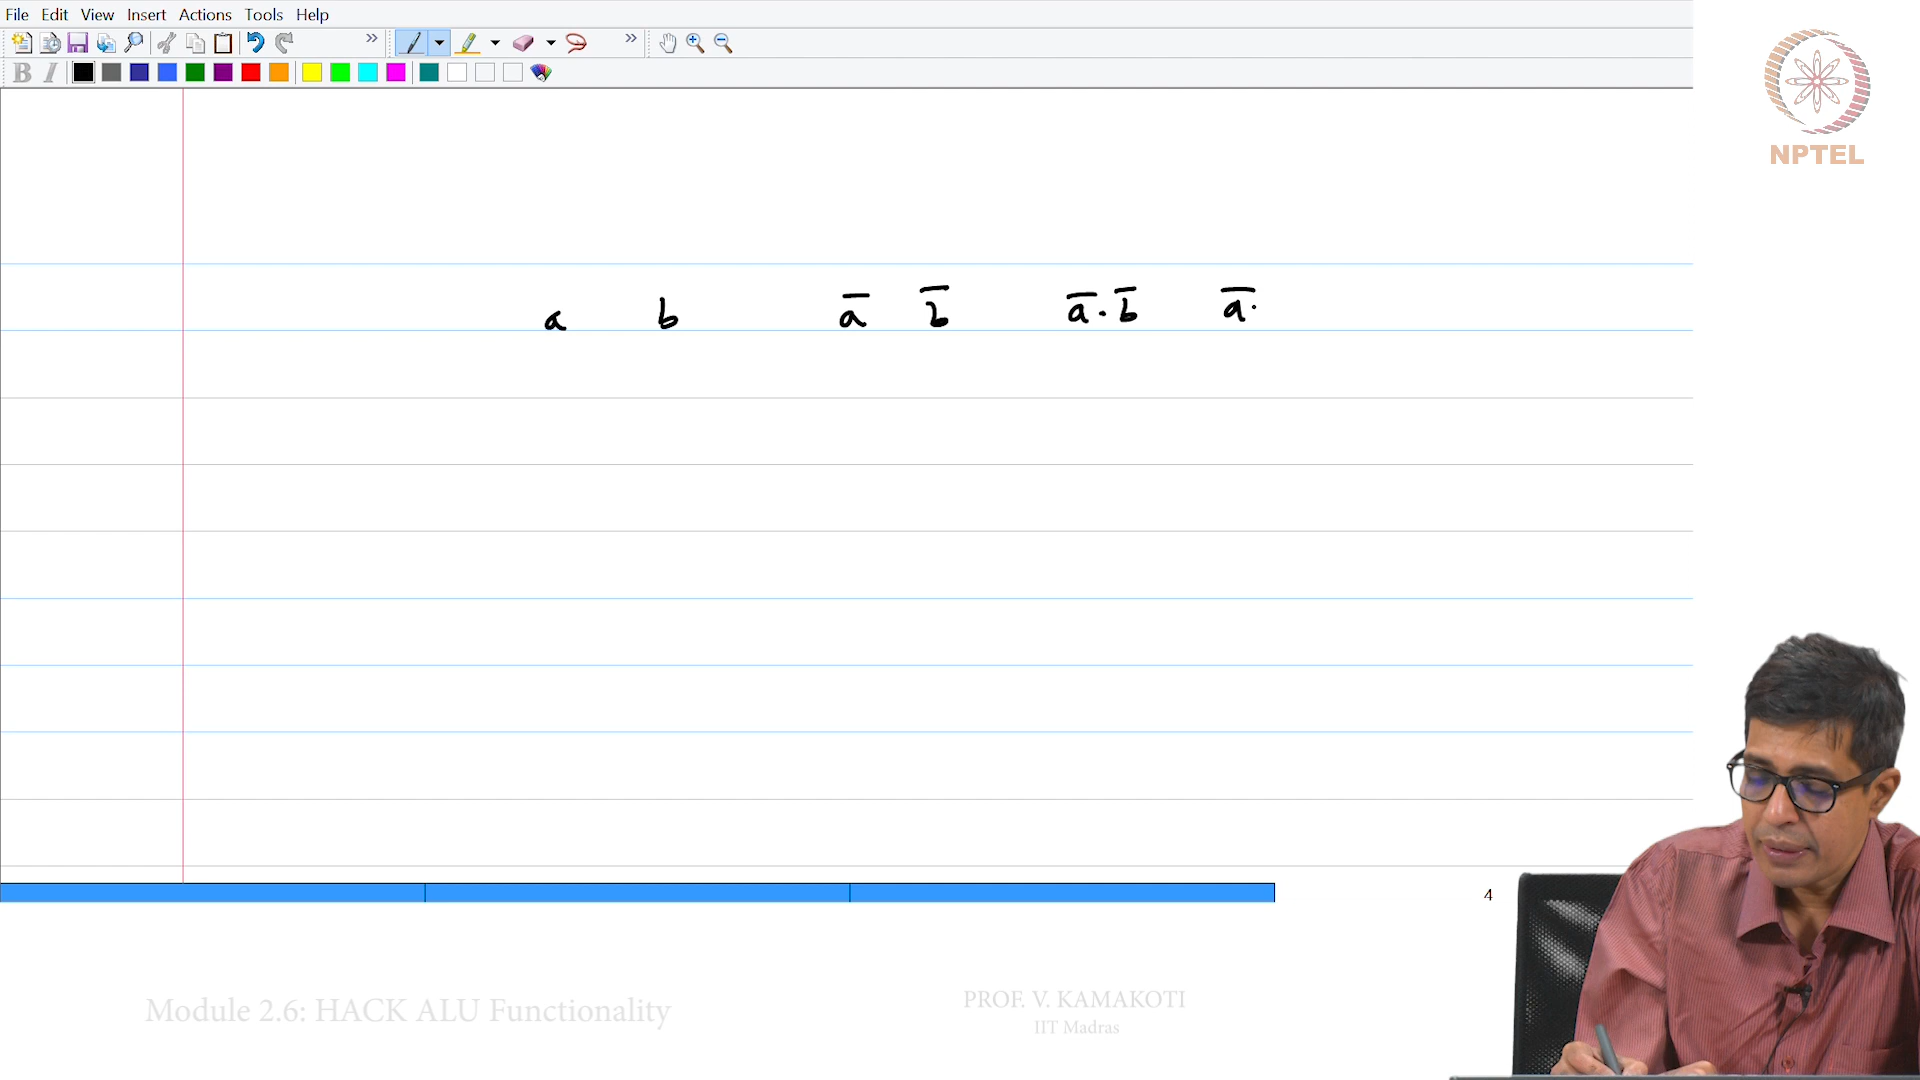 File Edit View Insert Actions Tools Help
B I
NPTEL
a b a̅ b̅ a̅·b̅ a̅·
4
Module 2.6: HACK ALU Functionality
PROF. V. KAMAKOTI
IIT Madras